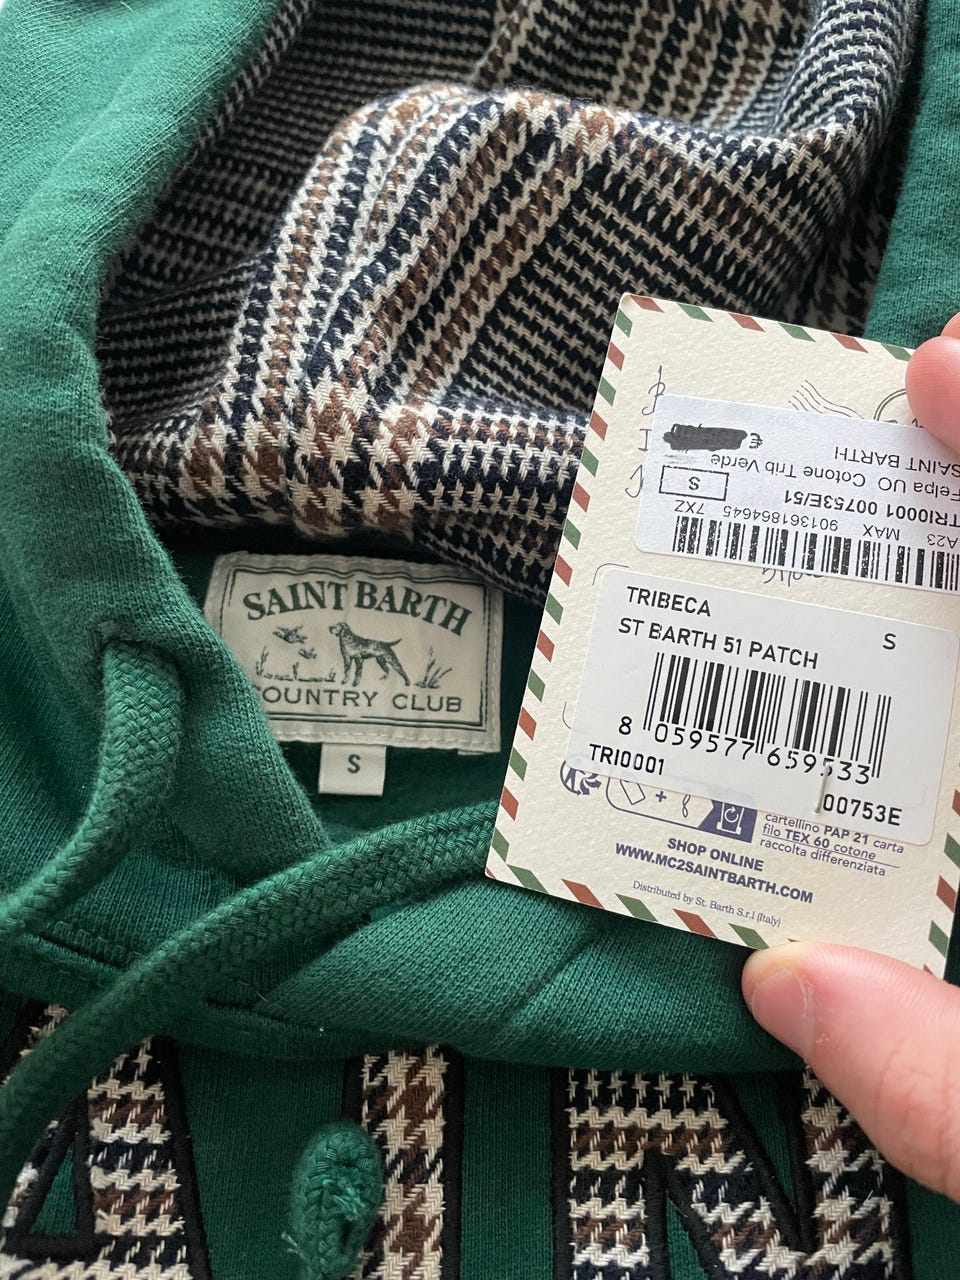 SAINT BARTH
COUNTRY CLUB
S
€
SAINT BARTH
Felpa UO Cotone Trib Verde
S
TRI0001 00753E/51
901361864645 7XZ
A23 MAX
TRIBECA
S
ST BARTH 51 PATCH
8 059577 659533
TRI0001
00753E
cartellino PAP 21 carta
filo TEX 60 cotone
raccolta differenziata
SHOP ONLINE
WWW.MC2SAINTBARTH.COM
Distributed by St. Barth S.r.l (Italy)
AIN